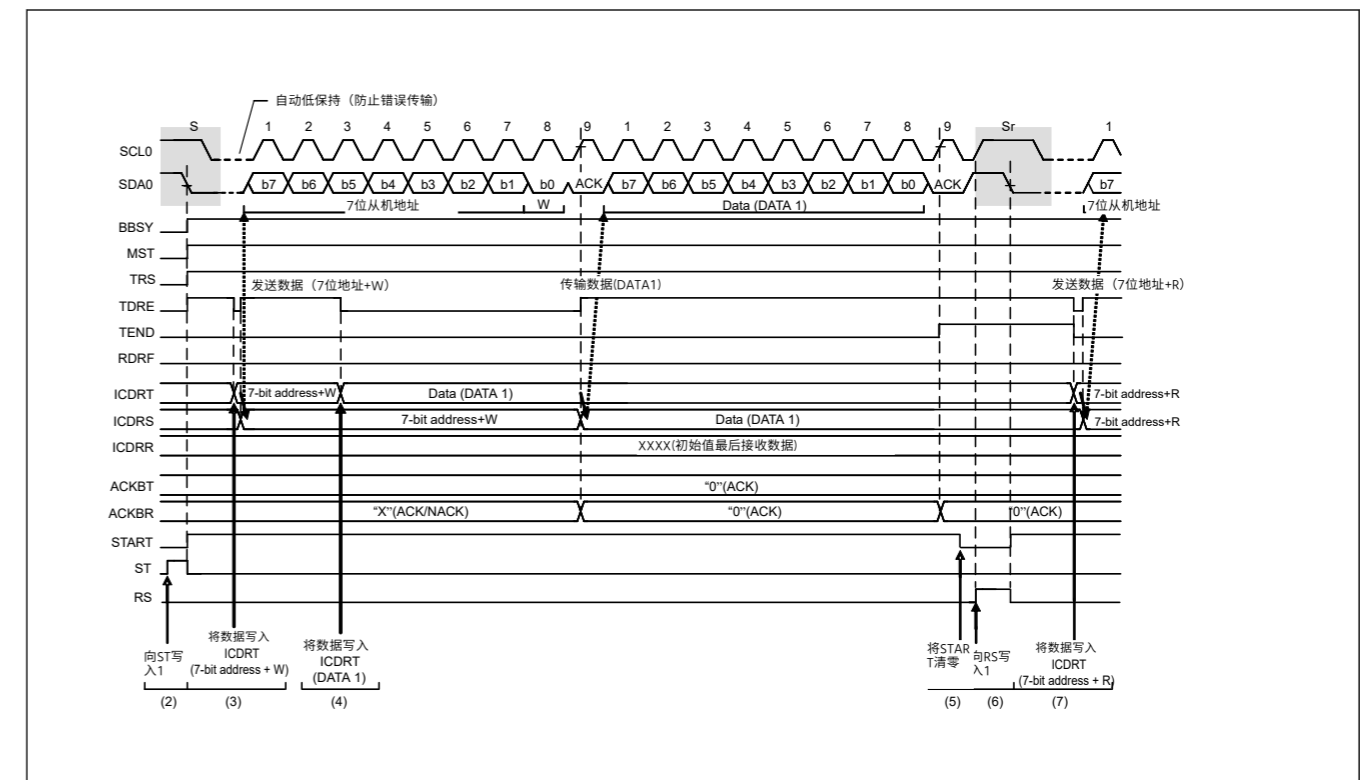 自动低保持（防止错误传输）
S 1 2 3 4 5 6 7 8 9 1 2 3 4 5 6 7 8 9 Sr 1
SCL0
SDA0 b7 b6 b5 b4 b3 b2 b1 b0 ACK b7 b6 b5 b4 b3 b2 b1 b0 ACK b7
7位从机地址 W Data (DATA 1) 7位从机地址
BBSY
MST
TRS
发送数据（7位地址+W） 传输数据(DATA1) 发送数据（7位地址+R）
TDRE
TEND
RDRF
ICDRT 7-bit address+W Data (DATA 1) 7-bit address+R
ICDRS 7-bit address+W Data (DATA 1) 7-bit address+R
ICDRR XXXX(初始值最后接收数据)
ACKBT “0”(ACK)
ACKBR “X”(ACK/NACK) “0”(ACK) “0”(ACK)
START
ST
RS
向ST写
入1
将数据写入
ICDRT
(7-bit address + W)
将数据写入
ICDRT
(DATA 1)
将STAR
T清零
向RS写
入1
将数据写入
ICDRT
(7-bit address + R)
(2) (3) (4) (5) (6) (7)